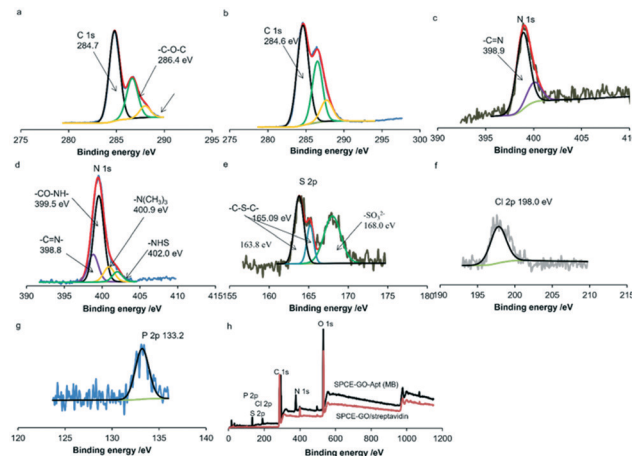 a
C 1s
284.7
-C-O-C
286.4 eV
275 280 285 290 295
Binding energy /eV
b
C 1s
284.6 eV
275 280 285 290 295 300
Binding energy /eV
c
N 1s
-C=N
398.9
390 395 400 405
Binding energy /eV
d
N 1s
-CO-NH-
399.5 eV
-N(CH3)3
400.9 eV
-C=N-
398.8
-NHS
402.0 eV
390 395 400 405 410 415
Binding energy /eV
e
S 2p
-C-S-C-
165.09 eV
-SO32-
168.0 eV
163.8 eV
155 160 165 170 175 180
Binding energy /eV
f
Cl 2p 198.0 eV
190 195 200 205 210 215
Binding energy /eV
g
P 2p 133.2
120 125 130 135 140
Binding energy /eV
h
O 1s
C 1s
N 1s
SPCE-GO-Apt (MB)
P 2p
Cl 2p
S 2p
SPCE-GO/streptavidin
0 200 400 600 800 1000 1200
Binding energy /eV